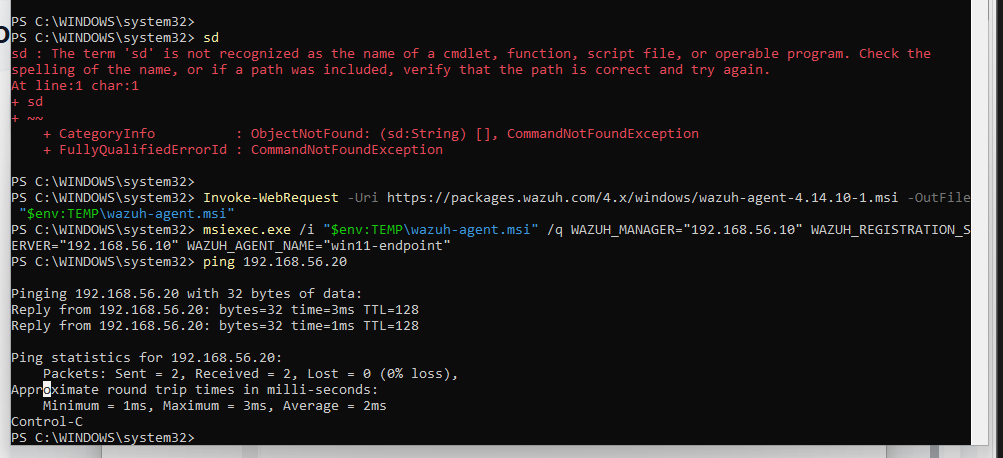 PS C:\WINDOWS\system32>
PS C:\WINDOWS\system32> sd
sd : The term 'sd' is not recognized as the name of a cmdlet, function, script file, or operable program. Check the
spelling of the name, or if a path was included, verify that the path is correct and try again.
At line:1 char:1
+ sd
+ ~~
    + CategoryInfo          : ObjectNotFound: (sd:String) [], CommandNotFoundException
    + FullyQualifiedErrorId : CommandNotFoundException

PS C:\WINDOWS\system32>
PS C:\WINDOWS\system32> Invoke-WebRequest -Uri https://packages.wazuh.com/4.x/windows/wazuh-agent-4.14.10-1.msi -OutFile
 "$env:TEMP\wazuh-agent.msi"
PS C:\WINDOWS\system32> msiexec.exe /i "$env:TEMP\wazuh-agent.msi" /q WAZUH_MANAGER="192.168.56.10" WAZUH_REGISTRATION_S
ERVER="192.168.56.10" WAZUH_AGENT_NAME="win11-endpoint"
PS C:\WINDOWS\system32> ping 192.168.56.20

Pinging 192.168.56.20 with 32 bytes of data:
Reply from 192.168.56.20: bytes=32 time=3ms TTL=128
Reply from 192.168.56.20: bytes=32 time=1ms TTL=128

Ping statistics for 192.168.56.20:
    Packets: Sent = 2, Received = 2, Lost = 0 (0% loss),
Approximate round trip times in milli-seconds:
    Minimum = 1ms, Maximum = 3ms, Average = 2ms
Control-C
PS C:\WINDOWS\system32>